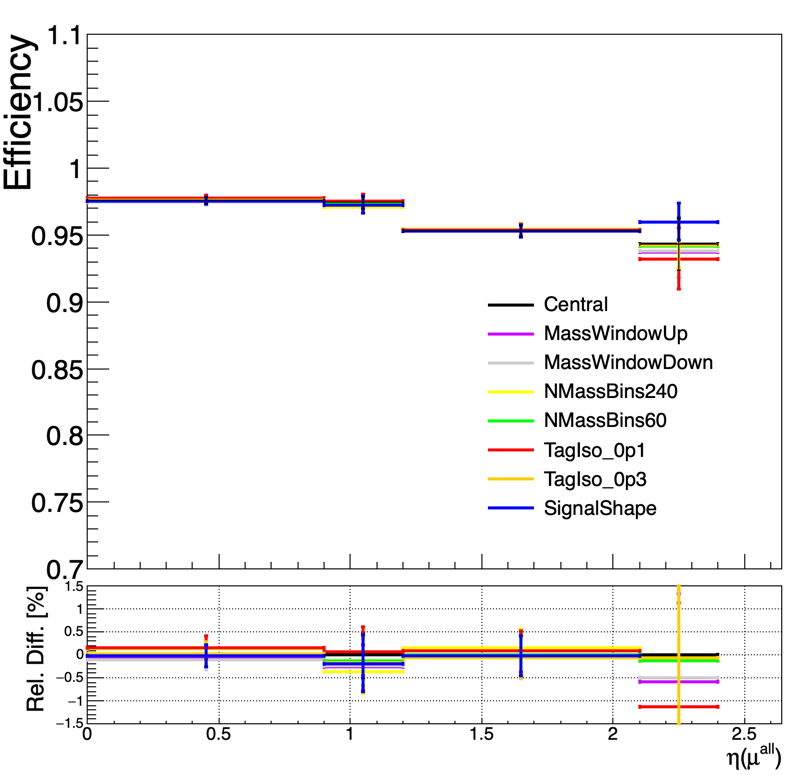 Efficiency
1.1
1.05
1
0.95
0.9
0.85
0.8
0.75
0.7
Central
MassWindowUp
MassWindowDown
NMassBins240
NMassBins60
TagIso_0p1
TagIso_0p3
SignalShape
Rel. Diff. [%]
1.5
1
0.5
0
−0.5
−1
−1.5
0 0.5 1 1.5 2 2.5
η(μ^all)